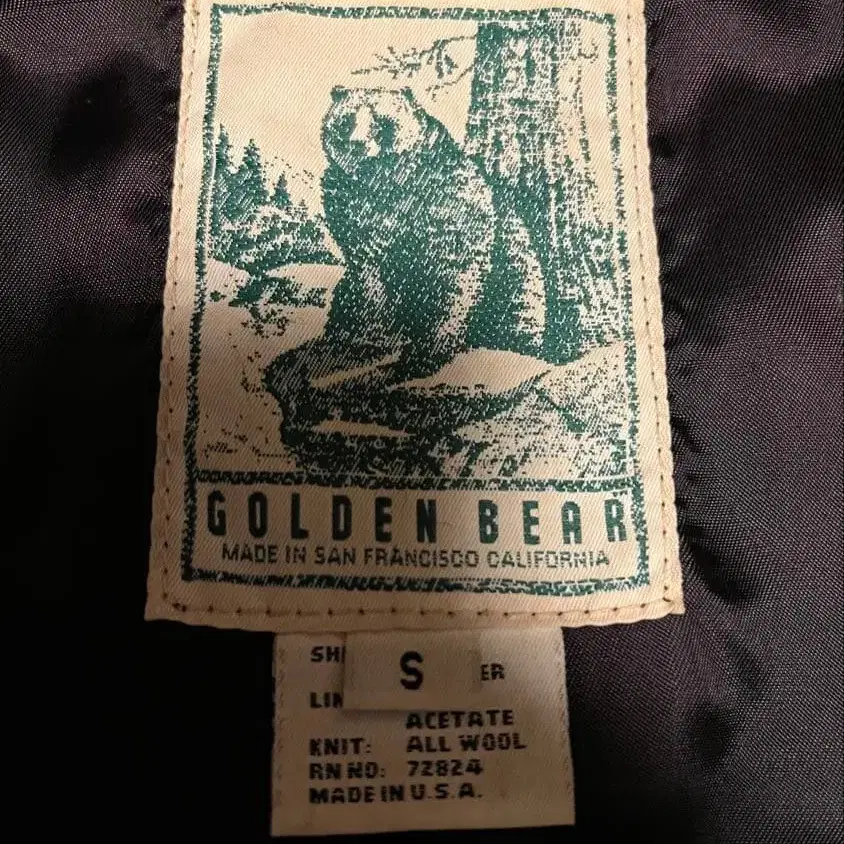 GOLDEN BEAR
MADE IN SAN FRANCISCO CALIFORNIA
S
ACETATE
KNIT: ALL WOOL
RN NO: 72824
MADE IN U.S.A.